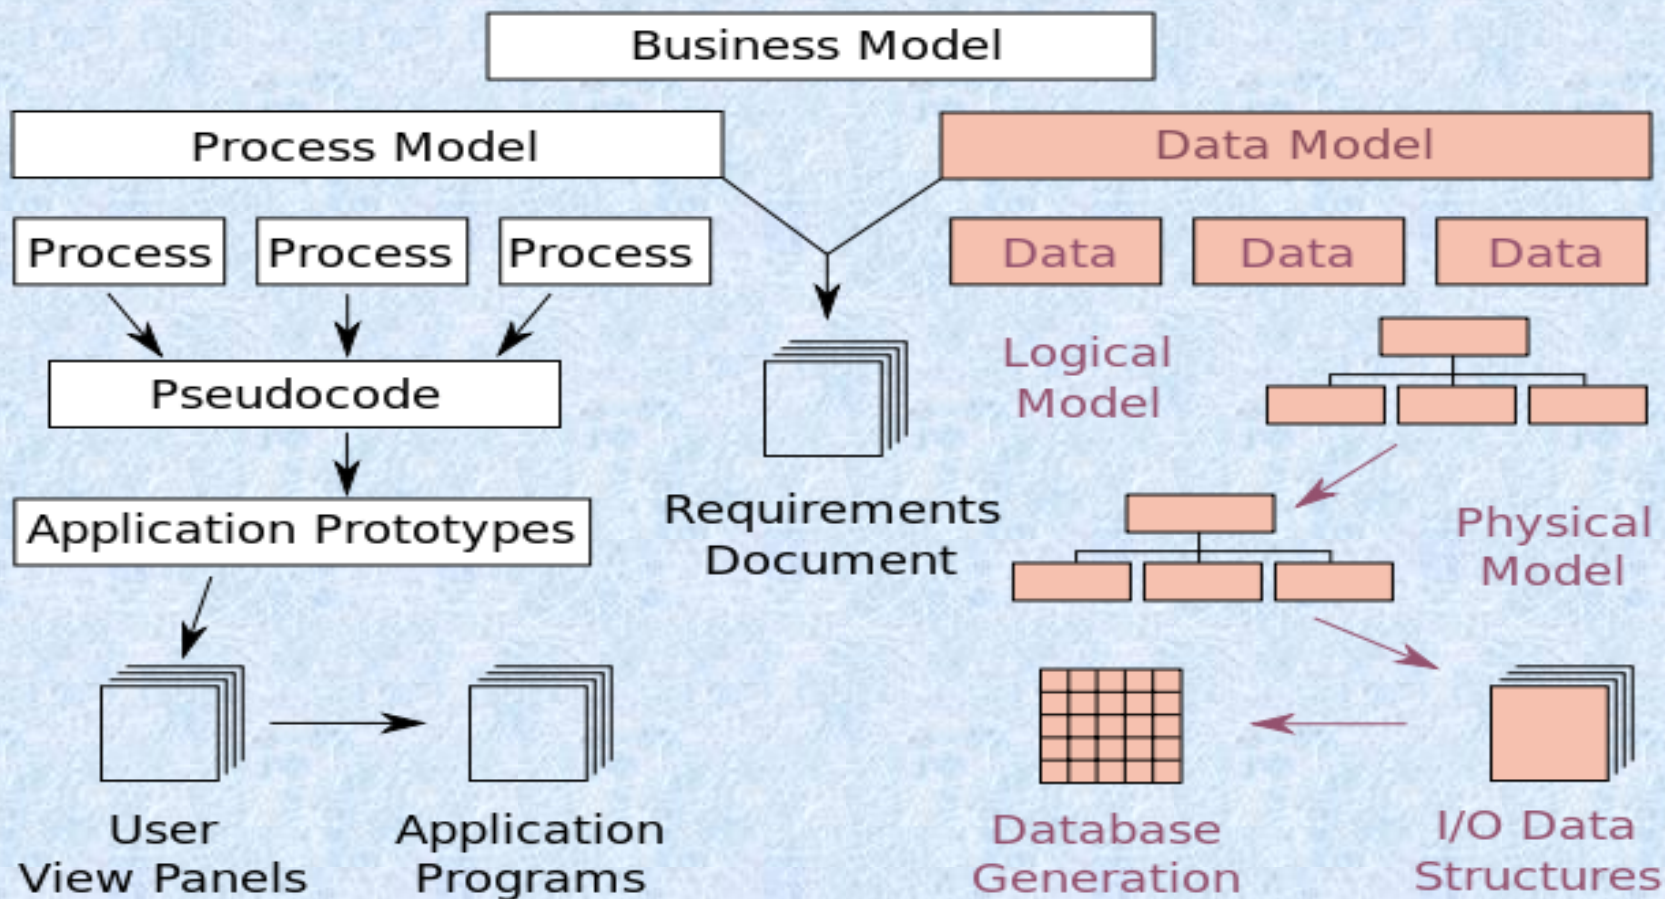 Business Model
Process Model
Data Model
Process
Process
Process
Data
Data
Data
Pseudocode
Logical
Model
Application Prototypes
Requirements
Document
Physical
Model
User
View Panels
Application
Programs
Database
Generation
I/O Data
Structures